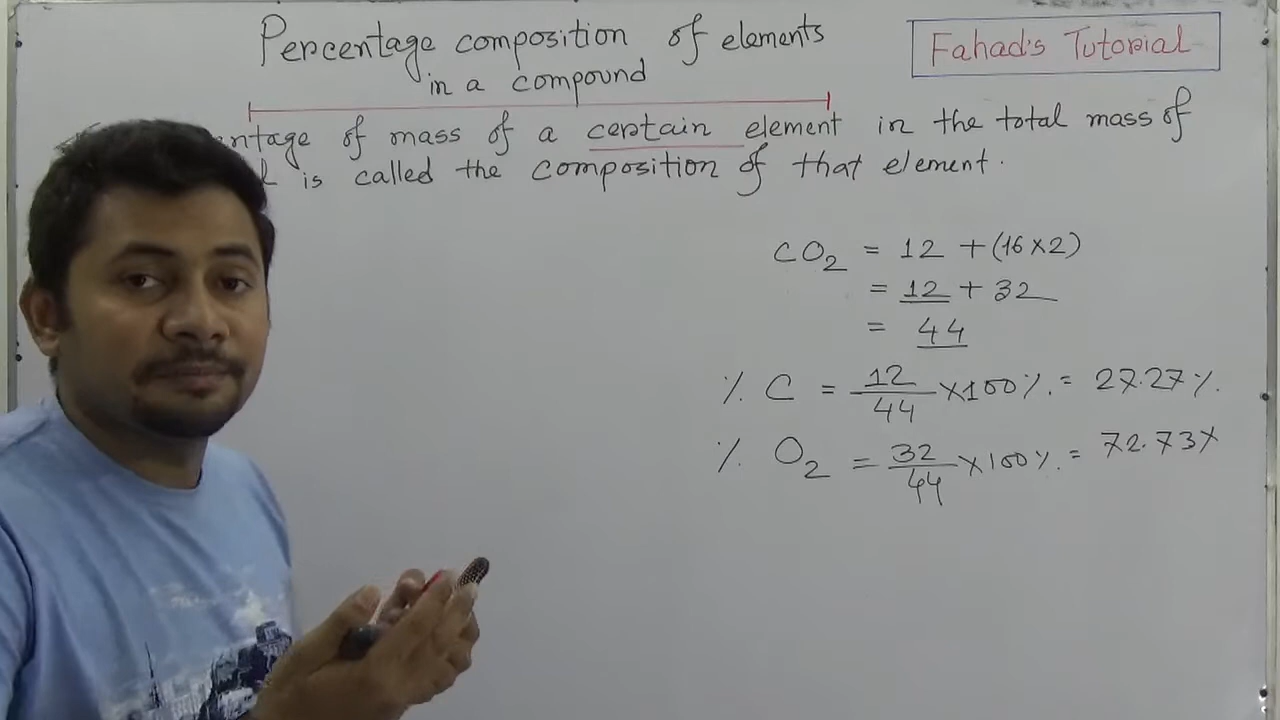 Percentage composition of elements
in a compound
Fahad's Tutorial
ntage of mass of a certain element in the total mass of
is called the composition of that element.
CO₂ = 12 + (16×2)
= 12 + 32
= 44
% C = 12/44 ×100% = 27.27%
% O₂ = 32/44 ×100% = 72.73%